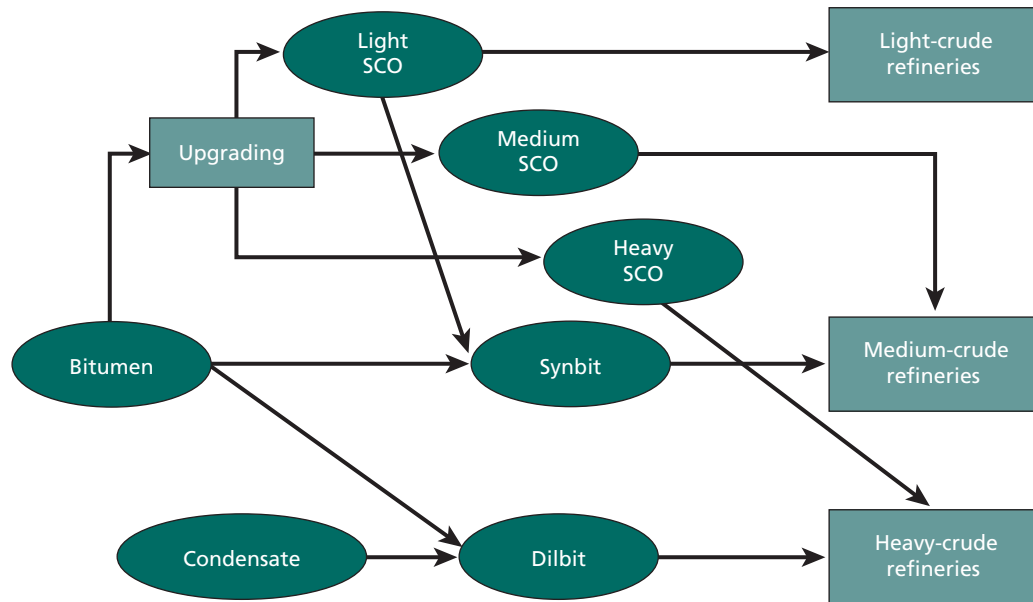 Light
SCO
Light-crude
refineries
Upgrading
Medium
SCO
Heavy
SCO
Bitumen
Synbit
Medium-crude
refineries
Condensate
Dilbit
Heavy-crude
refineries